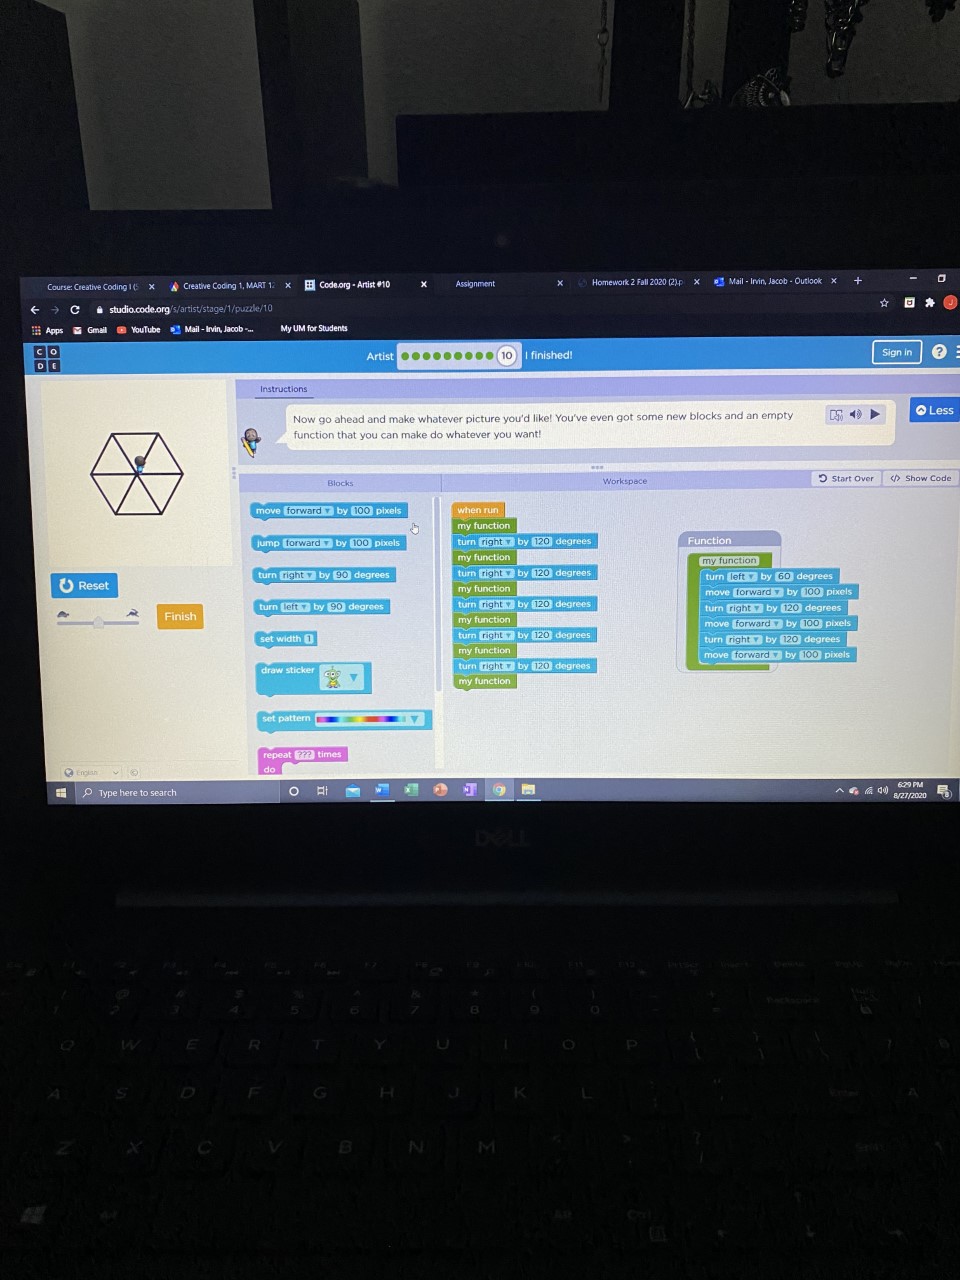 Course: Creative Coding I (S
Creative Coding 1, MART 1
Code.org - Artist #10
Assignment
Homework 2 Fall 2020 (2).p
Mail - Irvin, Jacob - Outlook
studio.code.org/s/artist/stage/1/puzzle/10
Apps
Gmail
YouTube
Mail - Irvin, Jacob -...
My UM for Students
C O
D E
Artist
10
I finished!
Sign in
?
Instructions
Now go ahead and make whatever picture you'd like! You've even got some new blocks and an empty
function that you can make do whatever you want!
Less
Blocks
Workspace
Start Over
</> Show Code
Reset
Finish
move forward by 100 pixels
jump forward by 100 pixels
turn right by 90 degrees
turn left by 90 degrees
set width 1
draw sticker
set pattern
repeat ??? times
do
when run
my function
turn right by 120 degrees
my function
turn right by 120 degrees
my function
turn right by 120 degrees
my function
turn right by 120 degrees
my function
turn right by 120 degrees
my function
Function
my function
turn left by 60 degrees
move forward by 100 pixels
turn right by 120 degrees
move forward by 100 pixels
turn right by 120 degrees
move forward by 100 pixels
English
Type here to search
6:29 PM
8/27/2020
DELL
Q W E R T Y U I O P
A S D F G H J K L
Z X C V B N M